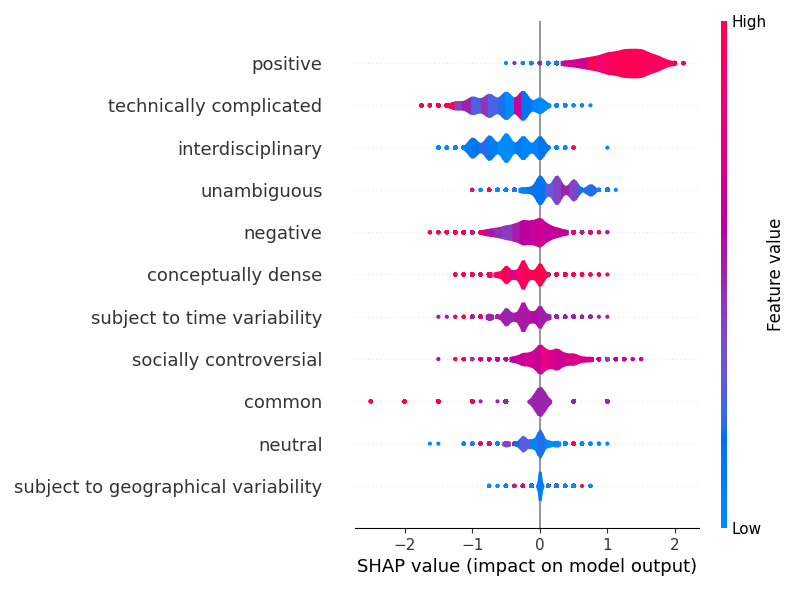 High
positive
technically complicated
interdisciplinary
unambiguous
negative
conceptually dense
subject to time variability
socially controversial
common
neutral
subject to geographical variability
Feature value
Low
−2 −1 0 1 2
SHAP value (impact on model output)